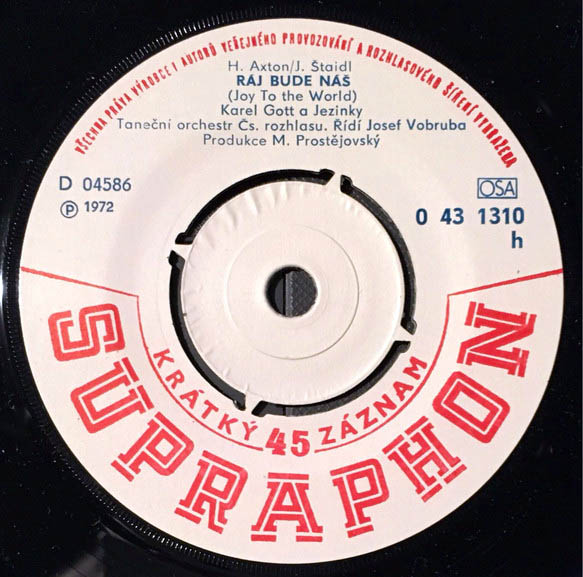 VŠECHNA PRÁVA VÝROBCE I AUTORŮ VEŘEJNÉHO PROVOZOVÁNÍ A ROZHLASOVÉHO ŠÍŘENÍ VYHRAŽENA
H. Axton/J. Štaidl
RÁJ BUDE NÁŠ
(Joy To the World)
Karel Gott a Jezinky
Taneční orchestr Čs. rozhlasu. Řídí Josef Vobruba
Produkce M. Prostějovský
D 04586
Ⓟ 1972
OSA
0 43 1310
h
KRÁTKÝ 45 ZÁZNAM
SUPRAPHON